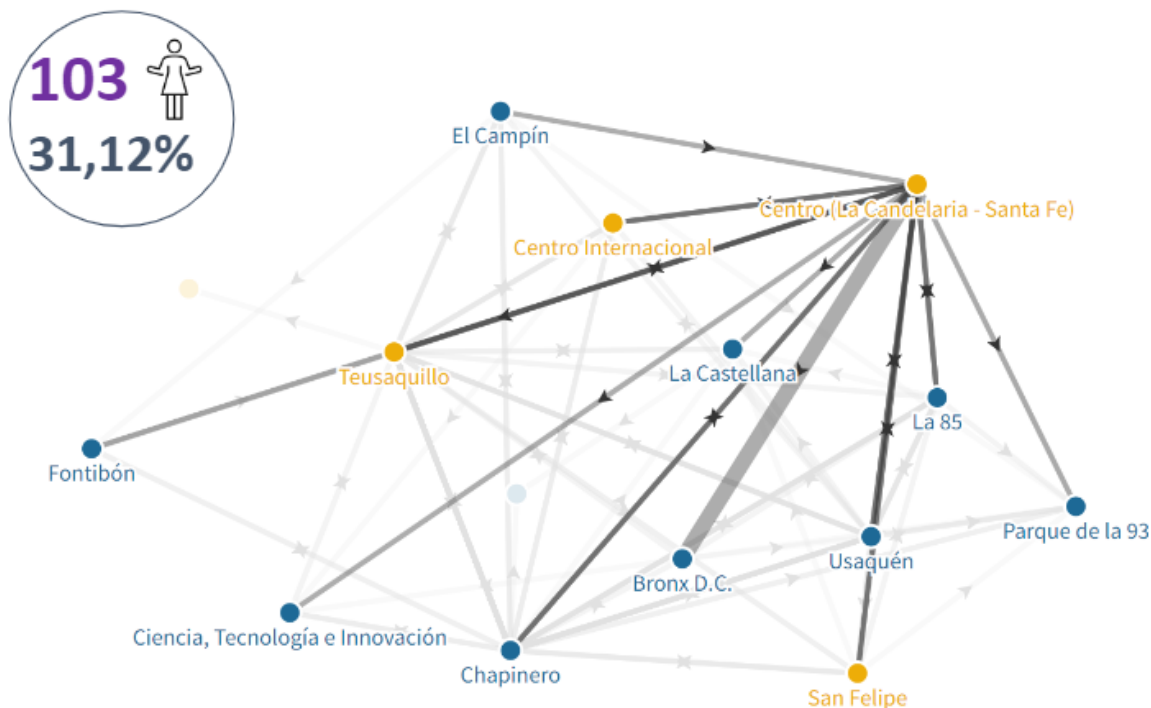 103
31,12%
El Campín
Centro (La Candelaria - Santa Fe)
Centro Internacional
Teusaquillo
La Castellana
La 85
Fontibón
Parque de la 93
Usaquén
Bronx D.C.
Ciencia, Tecnología e Innovación
Chapinero
San Felipe